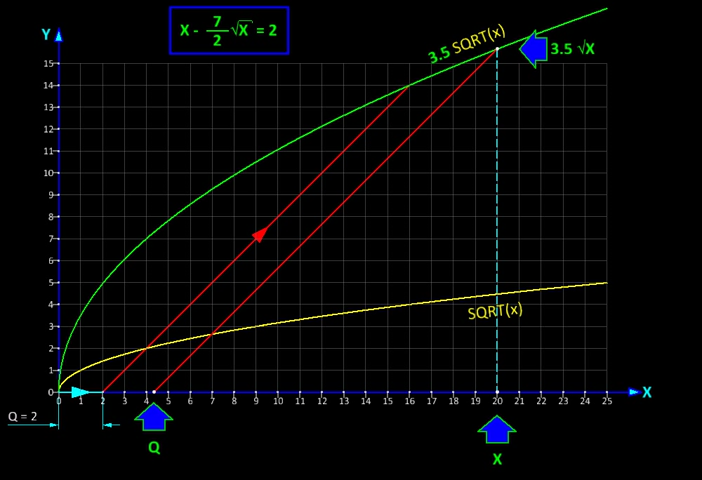 X - 7/2 √X = 2
Y
3.5 SQRT(x)
3.5 √X
15
14
13
12
11
10
9
8
7
6
5
4
3
2
1
0
SQRT(x)
0 1 2 3 4 5 6 7 8 9 10 11 12 13 14 15 16 17 18 19 20 21 22 23 24 25
X
Q = 2
Q
X